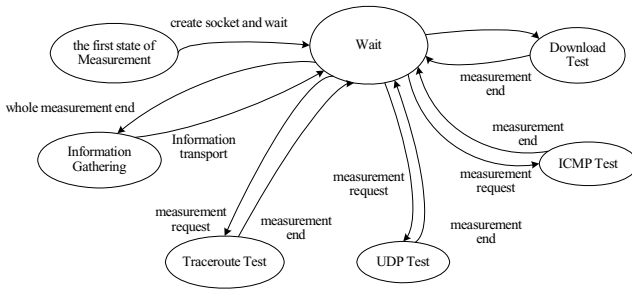 create socket and wait
the first state of
Measurement
Wait
Download
Test
measurement
end
whole measurement end
Information
Gathering
Information
transport
measurement
end
ICMP Test
measurement
request
measurement
request
measurement
request
measurement
end
measurement
end
Traceroute Test
UDP Test